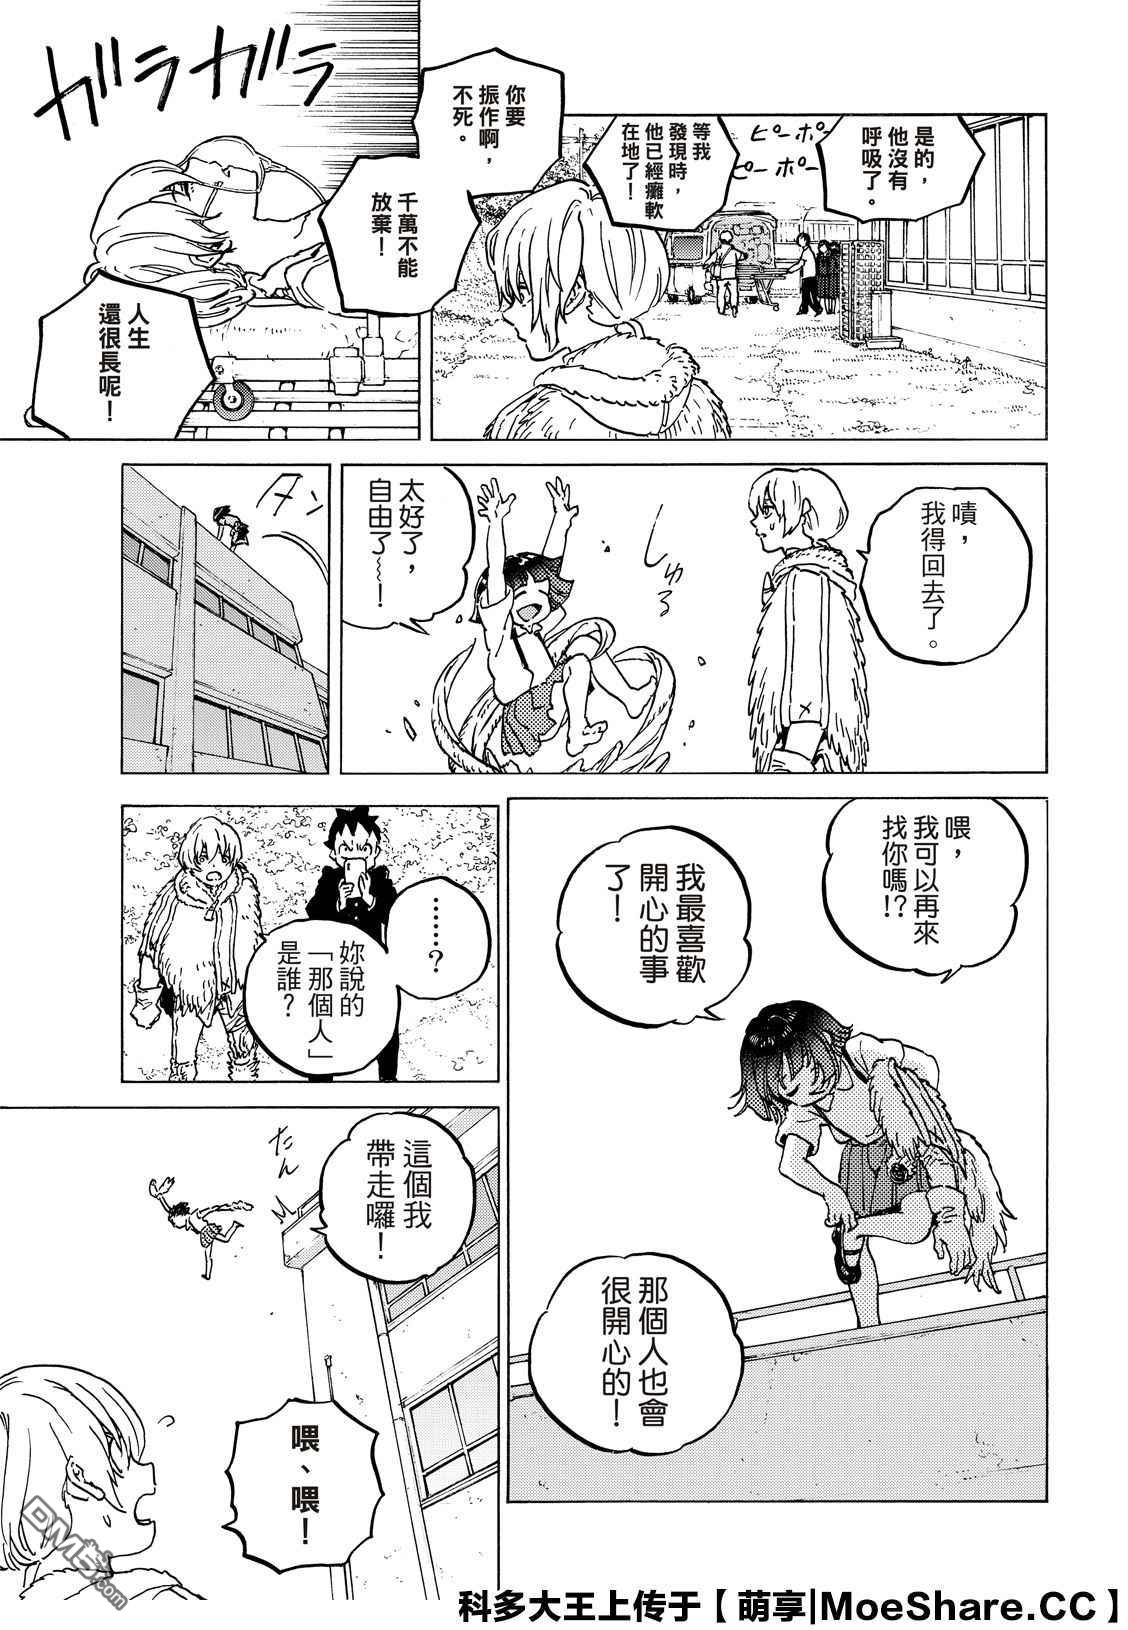 是的，
他沒有
呼吸了。
ピーポー
ピーポー
等我
發現時，
他已經癱軟
在地了！
你要
振作啊，
不死。
千萬不能
放棄！
ガラガラ
人生
還很長呢！
嘖，
我得回去了。
しゅる
太好了，
自由了～！
タン
喂，
我可以再來
找你嗎!?
我最喜歡
開心的事
了！
那個人也會
很開心的！
……？
妳說的
「那個人」
是誰？
這個我
帶走囉！
たん
喂、喂！
科多大王上传于【萌享|MoeShare.CC】